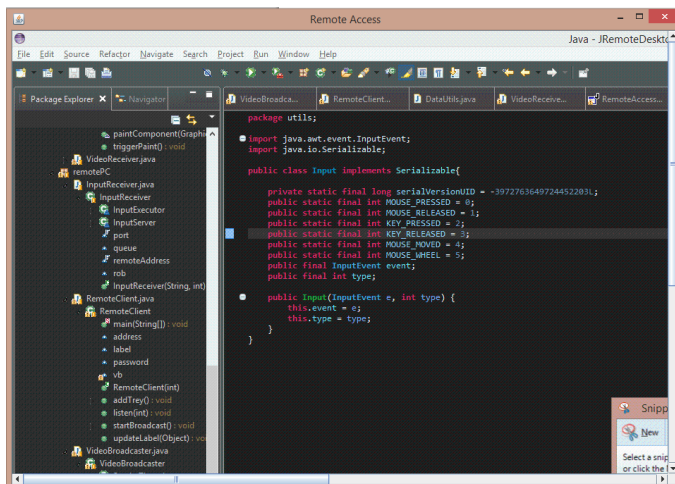 Remote Access
Java - JRemoteDeskto
File Edit Source Refactor Navigate Search Project Run Window Help
Package Explorer
Navigator
VideoBroadca...
RemoteClient...
DataUtils.java
VideoReceive...
RemoteAccess...
paintComponent(Graphic
triggerPaint() : void
VideoReceiver.java
remotePC
InputReceiver.java
InputReceiver
InputExecutor
InputServer
port
queue
remoteAddress
rob
InputReceiver(String, int)
RemoteClient.java
RemoteClient
main(String[]) : void
address
label
password
vb
RemoteClient(int)
addTrey() : void
listen(int) : void
startBroadcast() : void
updateLabel(Object) : vo
VideoBroadcaster.java
VideoBroadcaster
package utils;
import java.awt.event.InputEvent;
import java.io.Serializable;
public class Input implements Serializable{
private static final long serialVersionUID = -3972763649724452203L;
public static final int MOUSE_PRESSED = 0;
public static final int MOUSE_RELEASED = 1;
public static final int KEY_PRESSED = 2;
public static final int KEY_RELEASED = 3;
public static final int MOUSE_MOVED = 4;
public static final int MOUSE_WHEEL = 5;
public final InputEvent event;
public final int type;
public Input(InputEvent e, int type) {
this.event = e;
this.type = type;
}
}
Snipp
New
Select a snip
or click the